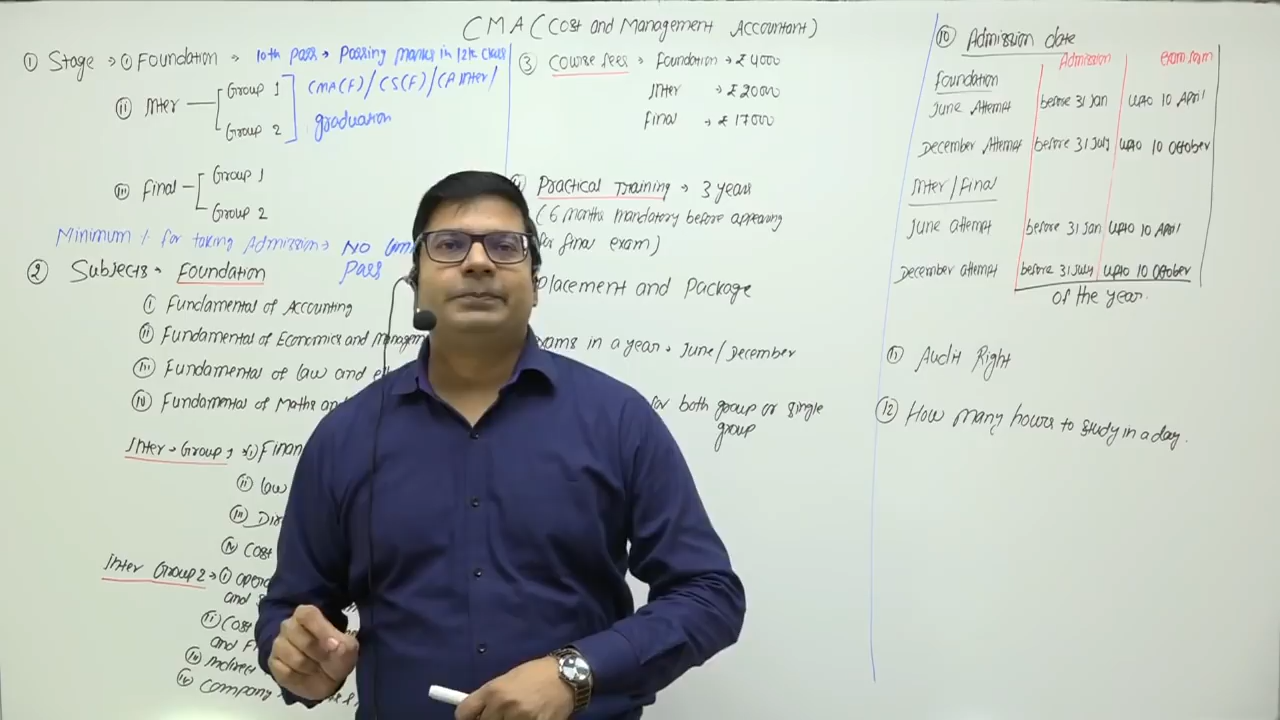 CMA (Cost and Management Accountant)
① Stage → ① Foundation → 10th pass → Passing marks in 12th class
ⅱ Inter
Group 1
Group 2
CMA(F)/CS(F)/CA Inter/
graduation
ⅲ Final
Group 1
Group 2
Minimum % for taking Admission →
Pass
② Subjects → Foundation
ⅰ Fundamental of Accounting
ⅱ Fundamental of Economics and
ⅲ Fundamental of law and
ⅳ Fundamental of Maths and
Inter → Group 1 → ①
ⅱ law
ⅲ
ⅳ Cost
Inter Group 2 → ①
and
ⅱ Cost
and
ⅲ Indirect
ⅳ Company
③ Course fees → Foundation → ₹ 4000
Inter → ₹ 20000
Final → ₹ 17000
Practical Training → 3 years
(6 months mandatory before appearing
for final exam)
placement and Package
in a year → June/December
for both group or single
group
⑩ Admission date
Admission
Exam form
Foundation
June Attempt before 31 Jan upto 10 April
December Attempt before 31 July upto 10 October
Inter/Final
June attempt before 31 Jan upto 10 April
December attempt before 31 July upto 10 October
of the year.
⑪ Audit Right
⑫ How many hours to study in a day.